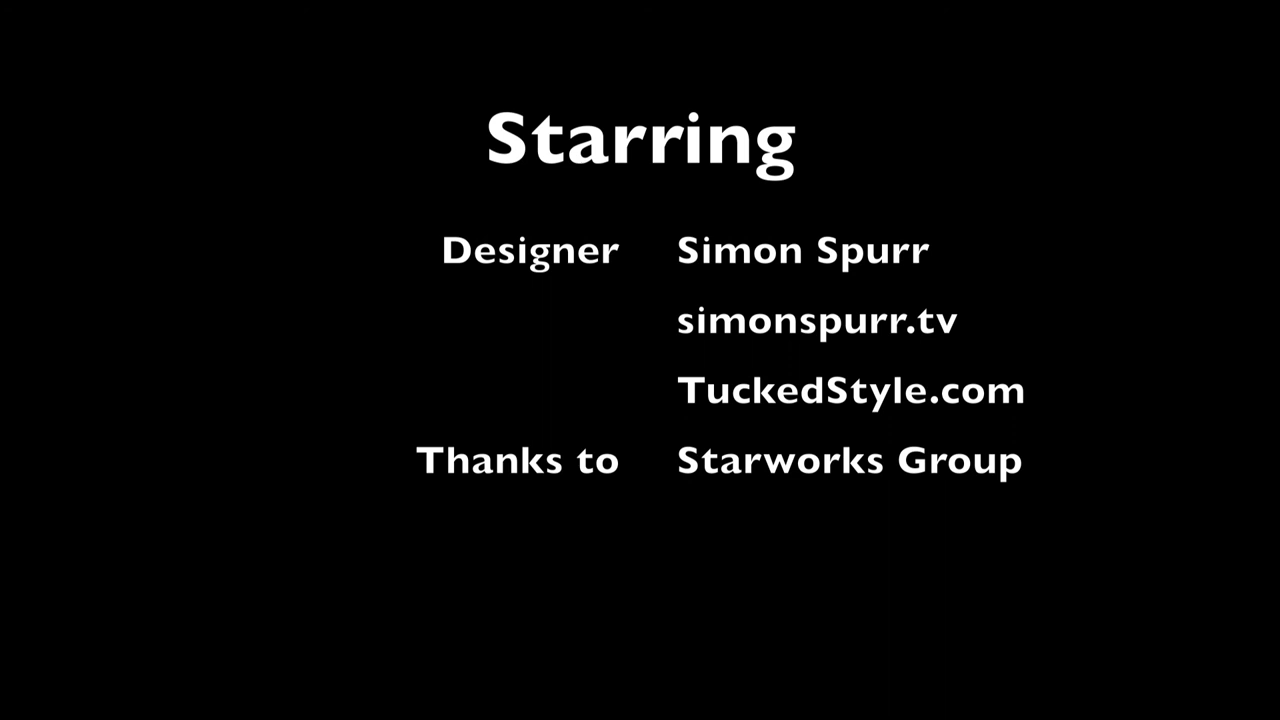 Starring
Designer Simon Spurr
simonspurr.tv
TuckedStyle.com
Thanks to Starworks Group